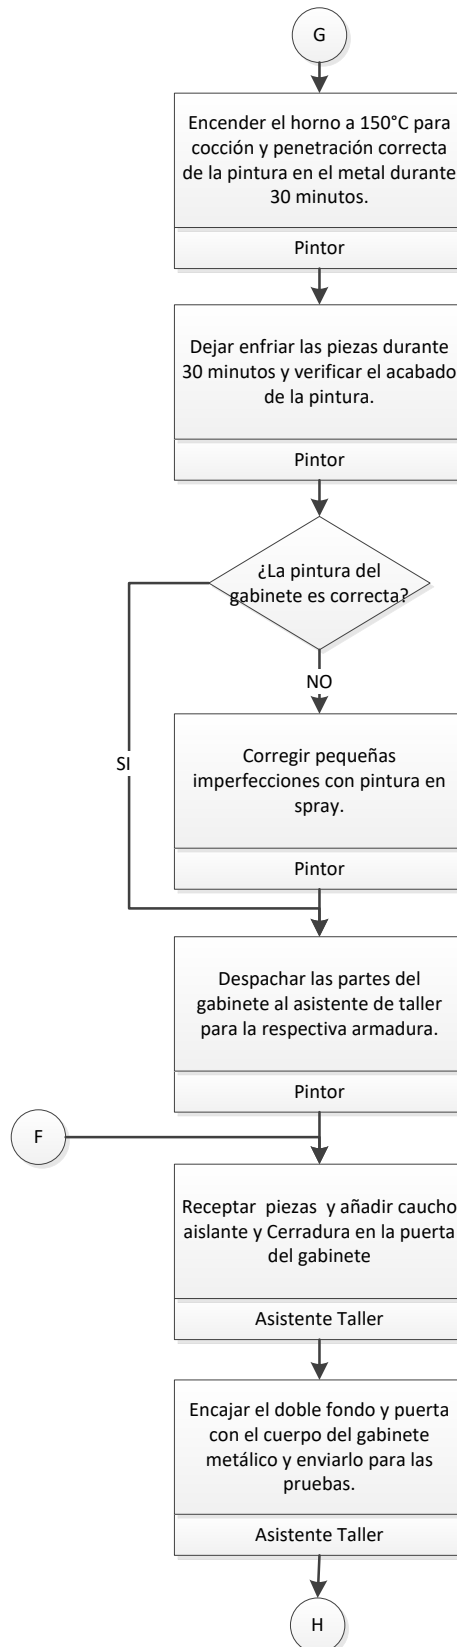 G
Encender el horno a 150°C para
cocción y penetración correcta
de la pintura en el metal durante
30 minutos.
Pintor
Dejar enfriar las piezas durante
30 minutos y verificar el acabado
de la pintura.
Pintor
¿La pintura del
gabinete es correcta?
NO
SI
Corregir pequeñas
imperfecciones con pintura en
spray.
Pintor
Despachar las partes del
gabinete al asistente de taller
para la respectiva armadura.
Pintor
F
Receptar  piezas  y añadir caucho
aislante y Cerradura en la puerta
del gabinete
Asistente Taller
Encajar el doble fondo y puerta
con el cuerpo del gabinete
metálico y enviarlo para las
pruebas.
Asistente Taller
H